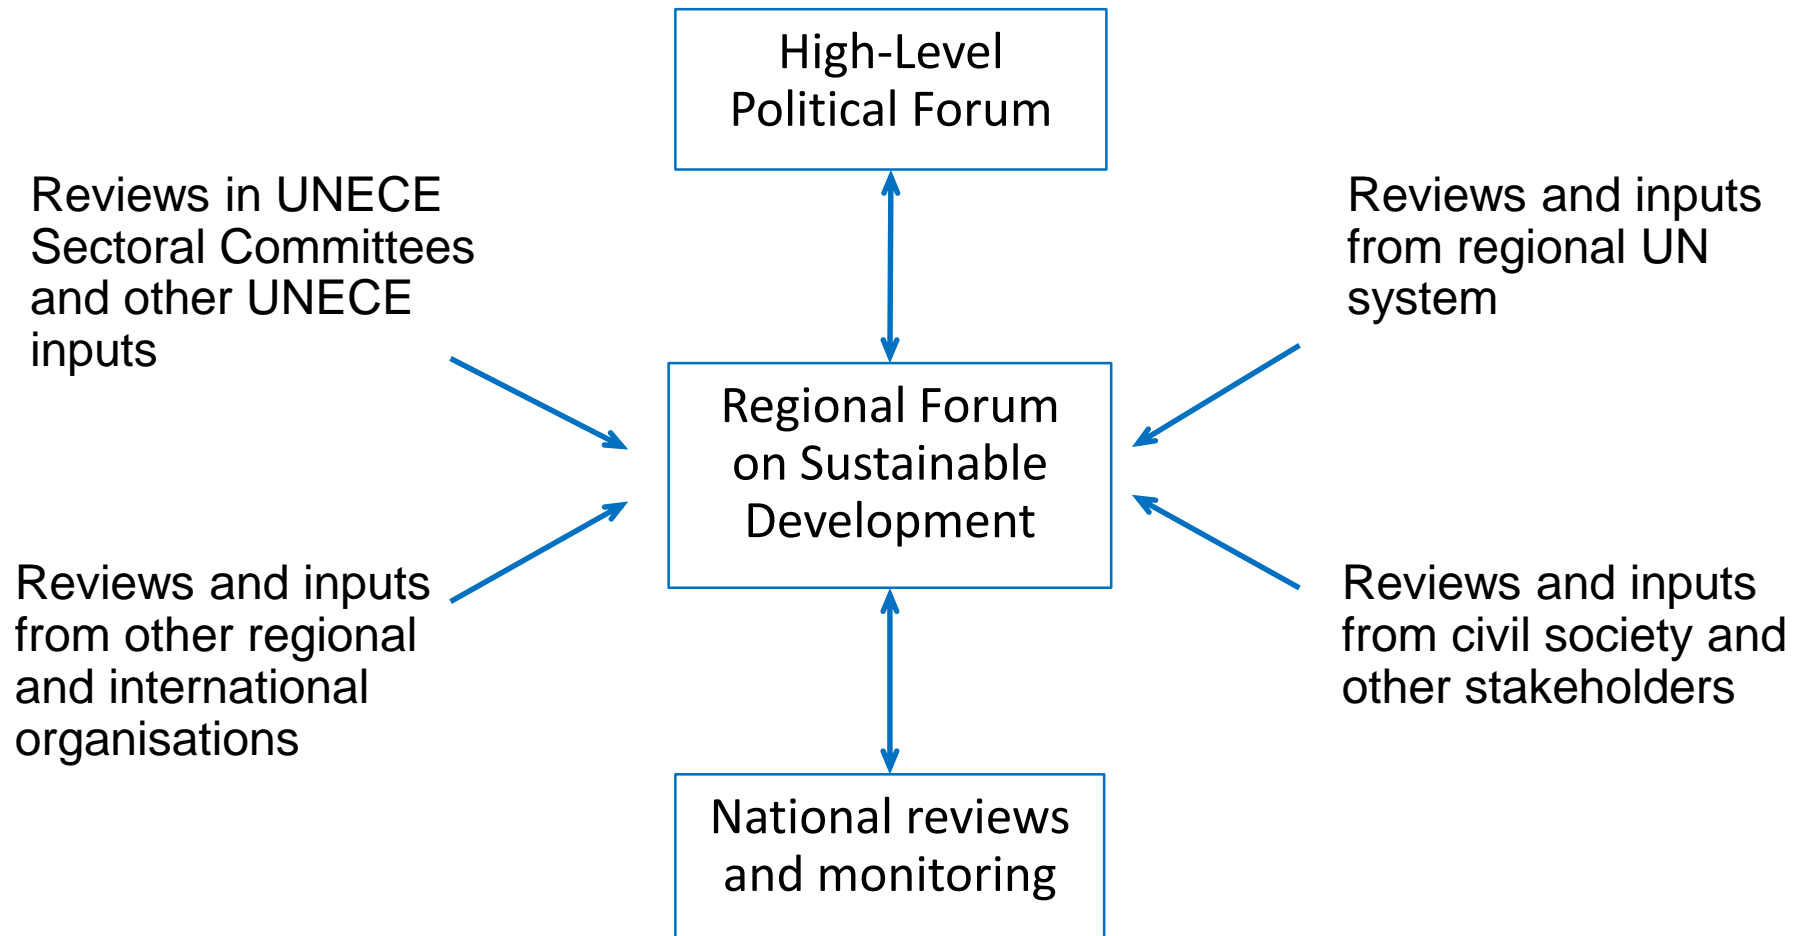 High-Level
Political Forum
Reviews in UNECE
Sectoral Committees
and other UNECE
inputs
Reviews and inputs
from regional UN
system
Regional Forum
on Sustainable
Development
Reviews and inputs
from other regional
and international
organisations
Reviews and inputs
from civil society and
other stakeholders
National reviews
and monitoring